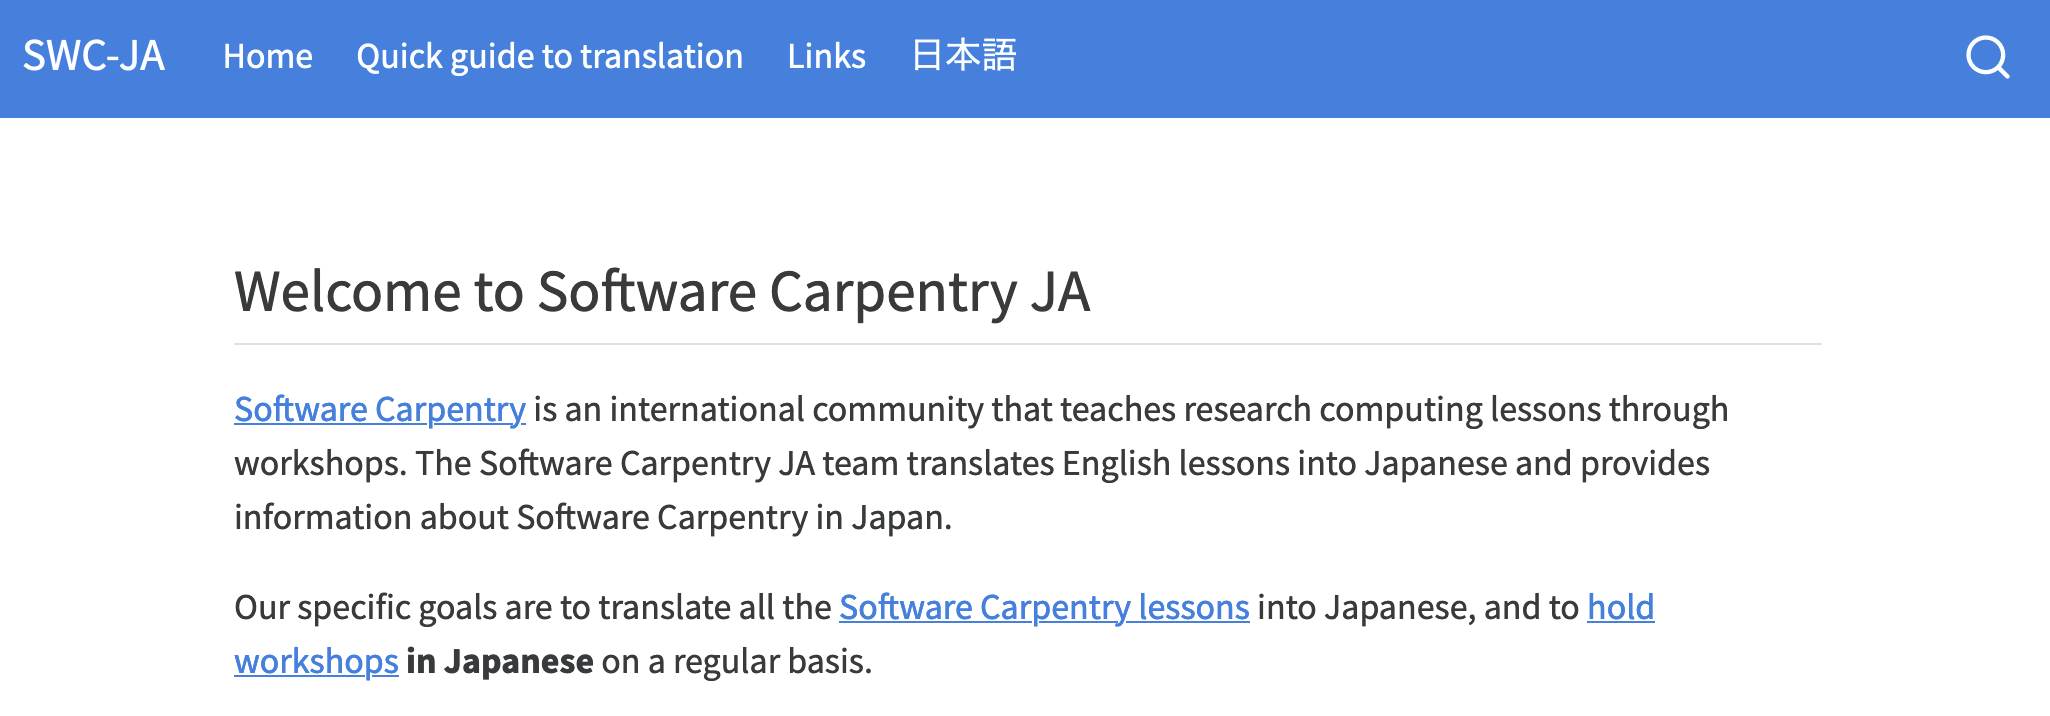 SWC-JA Home Quick guide to translation Links 日本語
Welcome to Software Carpentry JA
Software Carpentry is an international community that teaches research computing lessons through
workshops. The Software Carpentry JA team translates English lessons into Japanese and provides
information about Software Carpentry in Japan.
Our specific goals are to translate all the Software Carpentry lessons into Japanese, and to hold
workshops in Japanese on a regular basis.